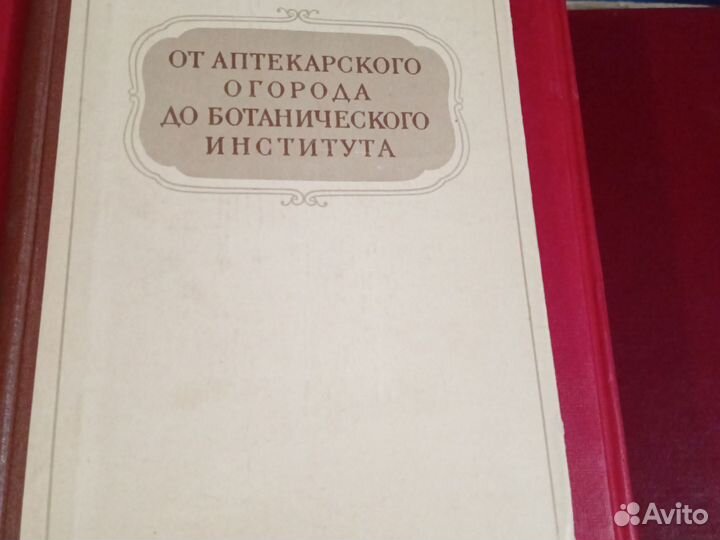 ОТ АПТЕКАРСКОГО
ОГОРОДА
ДО БОТАНИЧЕСКОГО
ИНСТИТУТА
Avito